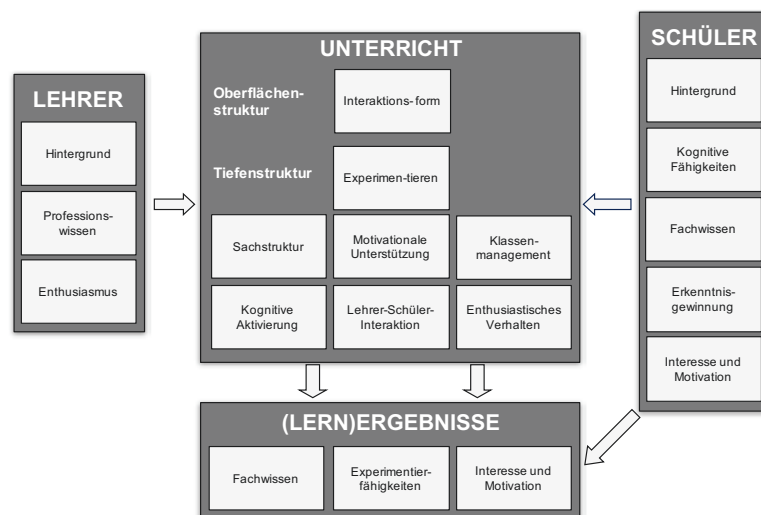 LEHRER
Hintergrund
Professions-
wissen
Enthusiasmus
UNTERRICHT
Oberflächen-
struktur
Interaktions-form
Tiefenstruktur
Experimen-tieren
Sachstruktur
Motivationale
Unterstützung
Klassen-
management
Kognitive
Aktivierung
Lehrer-Schüler-
Interaktion
Enthusiastisches
Verhalten
SCHÜLER
Hintergrund
Kognitive
Fähigkeiten
Fachwissen
Erkenntnis-
gewinnung
Interesse und
Motivation
(LERN)ERGEBNISSE
Fachwissen
Experimentier-
fähigkeiten
Interesse und
Motivation